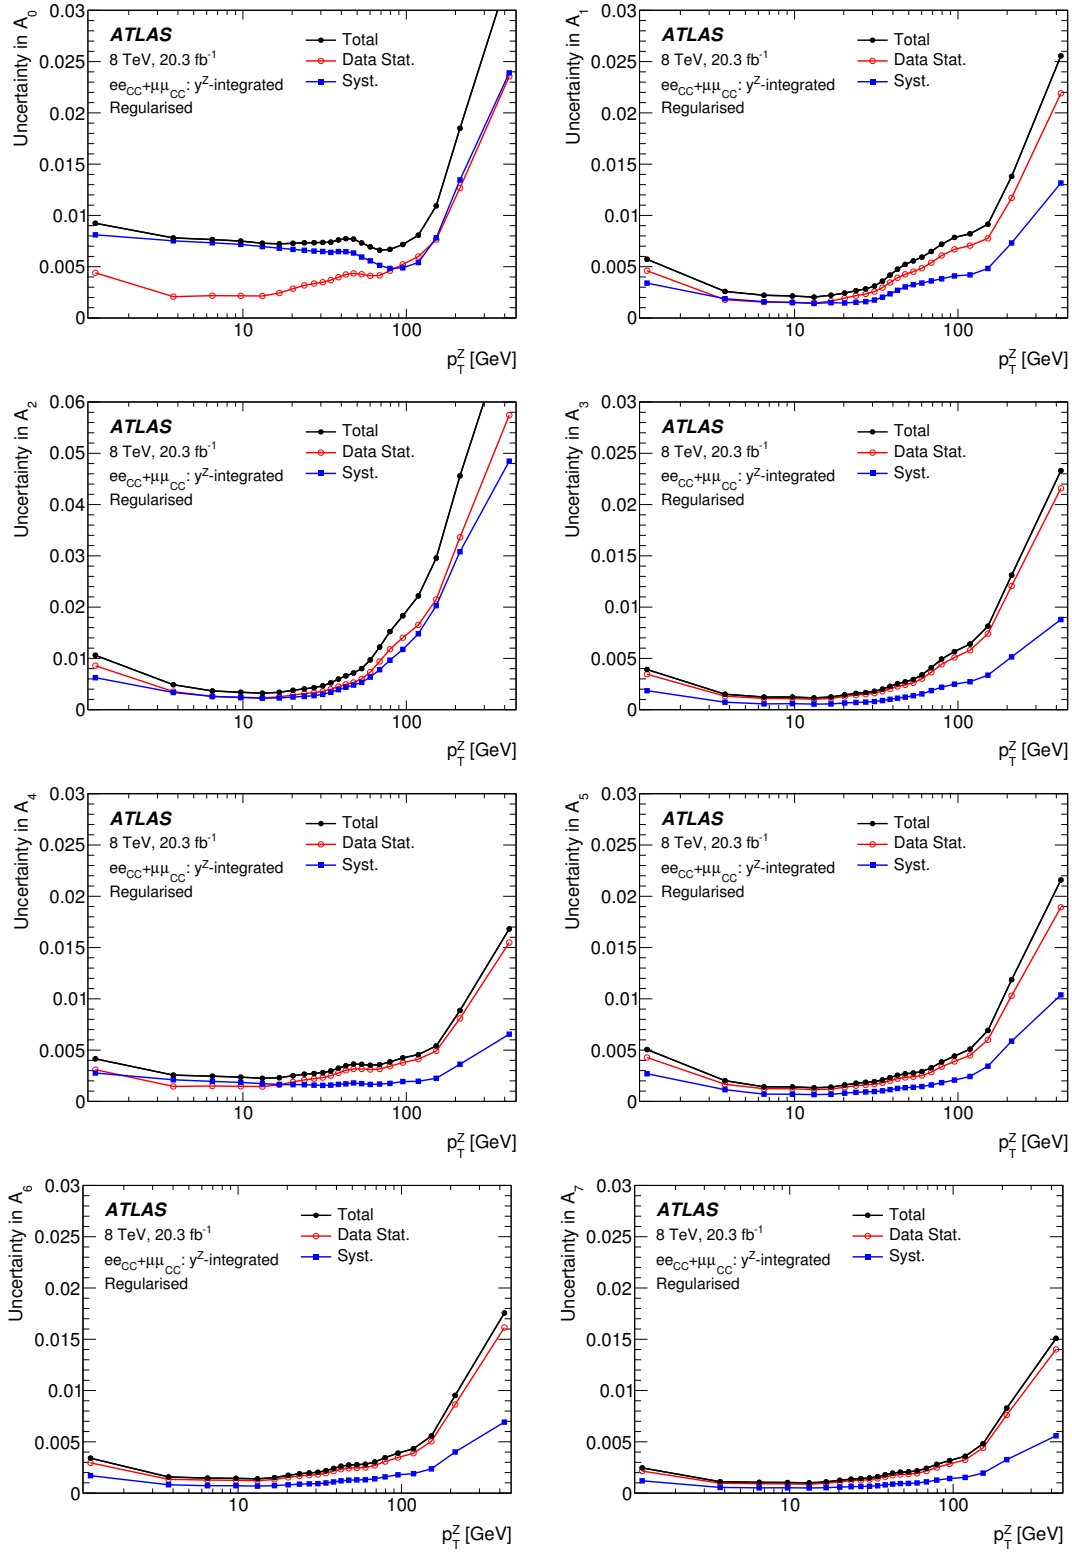 Uncertainty in A0
ATLAS
8 TeV, 20.3 fb-1
eeCC+μμCC: yZ-integrated
Regularised
Total
Data Stat.
Syst.
0.03
0.025
0.02
0.015
0.01
0.005
0
10
100
pTZ [GeV]
Uncertainty in A1
ATLAS
8 TeV, 20.3 fb-1
eeCC+μμCC: yZ-integrated
Regularised
Total
Data Stat.
Syst.
0.03
0.025
0.02
0.015
0.01
0.005
0
10
100
pTZ [GeV]
Uncertainty in A2
ATLAS
8 TeV, 20.3 fb-1
eeCC+μμCC: yZ-integrated
Regularised
Total
Data Stat.
Syst.
0.06
0.05
0.04
0.03
0.02
0.01
0
10
100
pTZ [GeV]
Uncertainty in A3
ATLAS
8 TeV, 20.3 fb-1
eeCC+μμCC: yZ-integrated
Regularised
Total
Data Stat.
Syst.
0.03
0.025
0.02
0.015
0.01
0.005
0
10
100
pTZ [GeV]
Uncertainty in A4
ATLAS
8 TeV, 20.3 fb-1
eeCC+μμCC: yZ-integrated
Regularised
Total
Data Stat.
Syst.
0.03
0.025
0.02
0.015
0.01
0.005
0
10
100
pTZ [GeV]
Uncertainty in A5
ATLAS
8 TeV, 20.3 fb-1
eeCC+μμCC: yZ-integrated
Regularised
Total
Data Stat.
Syst.
0.03
0.025
0.02
0.015
0.01
0.005
0
10
100
pTZ [GeV]
Uncertainty in A6
ATLAS
8 TeV, 20.3 fb-1
eeCC+μμCC: yZ-integrated
Regularised
Total
Data Stat.
Syst.
0.03
0.025
0.02
0.015
0.01
0.005
0
10
100
pTZ [GeV]
Uncertainty in A7
ATLAS
8 TeV, 20.3 fb-1
eeCC+μμCC: yZ-integrated
Regularised
Total
Data Stat.
Syst.
0.03
0.025
0.02
0.015
0.01
0.005
0
10
100
pTZ [GeV]